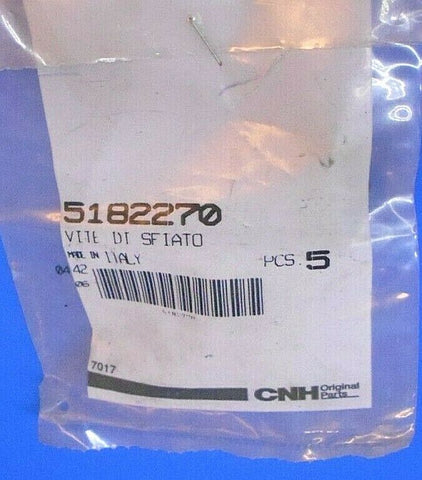 5182270
VITE DI SFIATO
MADE IN ITALY
PCS. 5
0442
06
7017
CNH Original Parts